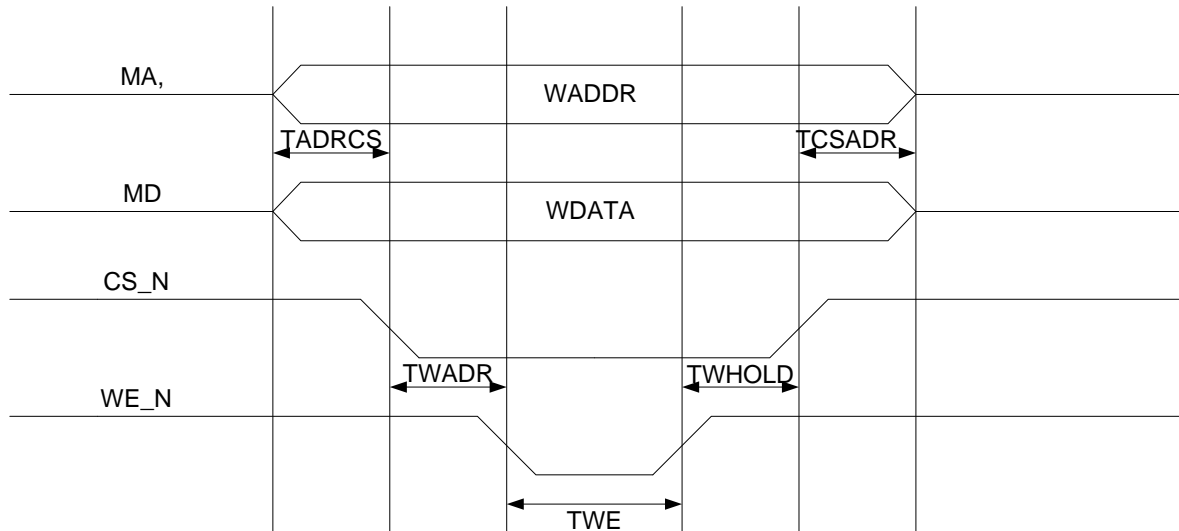 MA,
WADDR
TADRCS
TCSADR
MD
WDATA
CS_N
TWADR
TWHOLD
WE_N
TWE